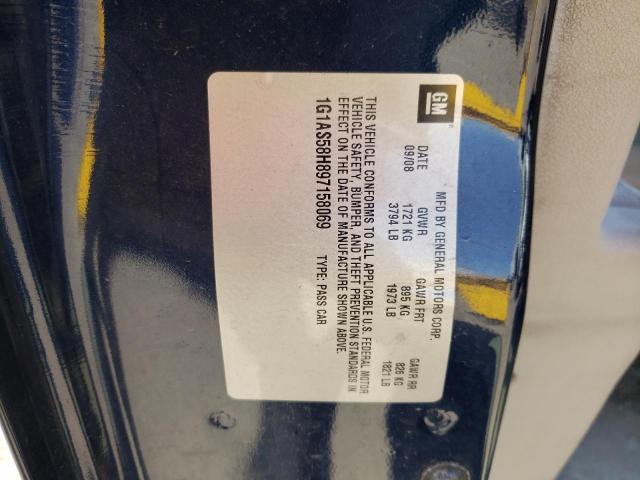 GM
MFD BY GENERAL MOTORS CORP.
DATE GVWR GAWR FRT GAWR RR
09/08 1721 KG 895 KG 826 KG
3794 LB 1973 LB 1821 LB
THIS VEHICLE CONFORMS TO ALL APPLICABLE U.S. FEDERAL MOTOR
VEHICLE SAFETY, BUMPER, AND THEFT PREVENTION STANDARDS IN
EFFECT ON THE DATE OF MANUFACTURE SHOWN ABOVE.
1G1AS58H897158069 TYPE: PASS CAR